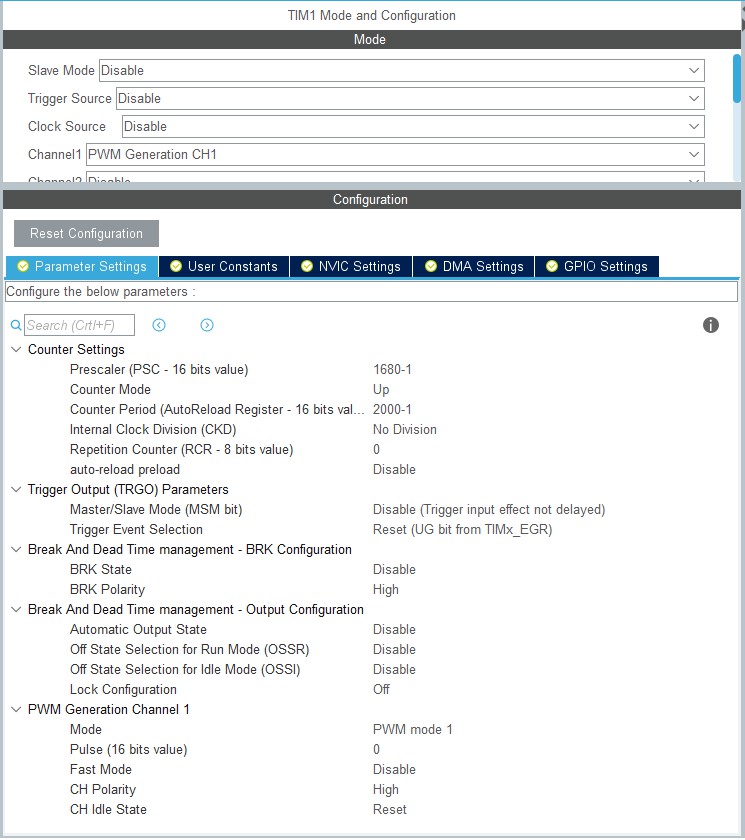 TIM1 Mode and Configuration
Mode
Slave Mode Disable
Trigger Source Disable
Clock Source Disable
Channel1 PWM Generation CH1
Channel2 Disable
Configuration
Reset Configuration
Parameter Settings User Constants NVIC Settings DMA Settings GPIO Settings
Configure the below parameters :
Search (Crtl+F)
Counter Settings
Prescaler (PSC - 16 bits value) 1680-1
Counter Mode Up
Counter Period (AutoReload Register - 16 bits val... 2000-1
Internal Clock Division (CKD) No Division
Repetition Counter (RCR - 8 bits value) 0
auto-reload preload Disable
Trigger Output (TRGO) Parameters
Master/Slave Mode (MSM bit) Disable (Trigger input effect not delayed)
Trigger Event Selection Reset (UG bit from TIMx_EGR)
Break And Dead Time management - BRK Configuration
BRK State Disable
BRK Polarity High
Break And Dead Time management - Output Configuration
Automatic Output State Disable
Off State Selection for Run Mode (OSSR) Disable
Off State Selection for Idle Mode (OSSI) Disable
Lock Configuration Off
PWM Generation Channel 1
Mode PWM mode 1
Pulse (16 bits value) 0
Fast Mode Disable
CH Polarity High
CH Idle State Reset